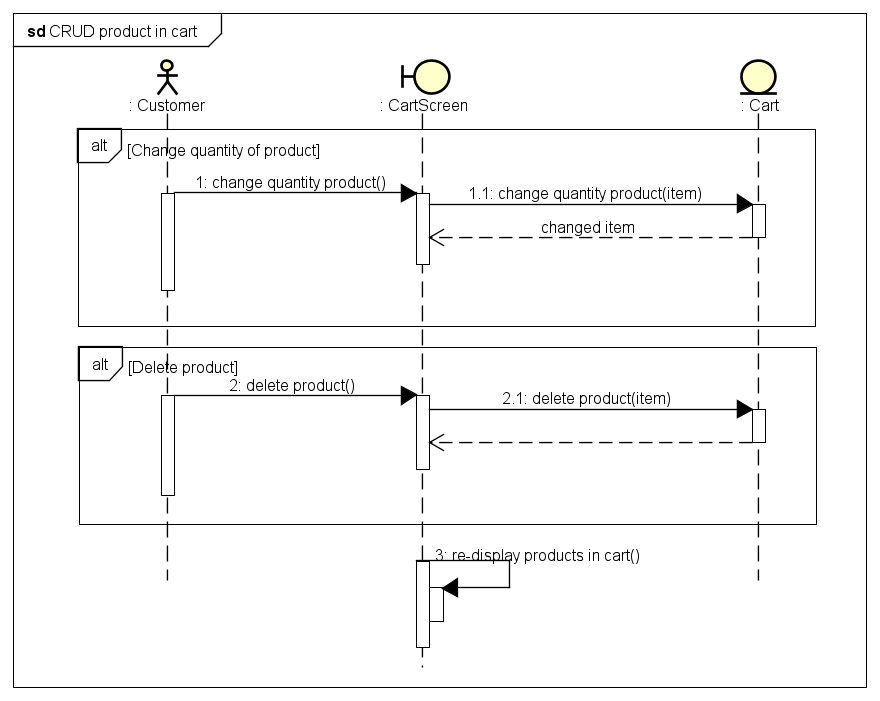 sd CRUD product in cart
: Customer
: CartScreen
: Cart
alt
[Change quantity of product]
1: change quantity product()
1.1: change quantity product(item)
changed item
alt
[Delete product]
2: delete product()
2.1: delete product(item)
3: re-display products in cart()